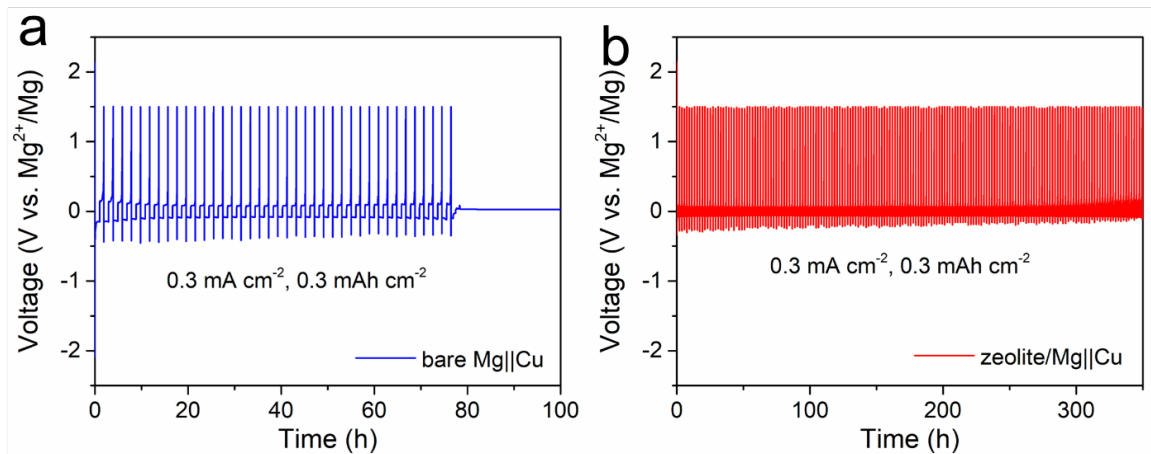 a
2
1
0
-1
-2
Voltage (V vs. Mg²⁺/Mg)
0.3 mA cm⁻², 0.3 mAh cm⁻²
bare Mg||Cu
0 20 40 60 80 100
Time (h)
b
2
1
0
-1
-2
Voltage (V vs. Mg²⁺/Mg)
0.3 mA cm⁻², 0.3 mAh cm⁻²
zeolite/Mg||Cu
0 100 200 300
Time (h)